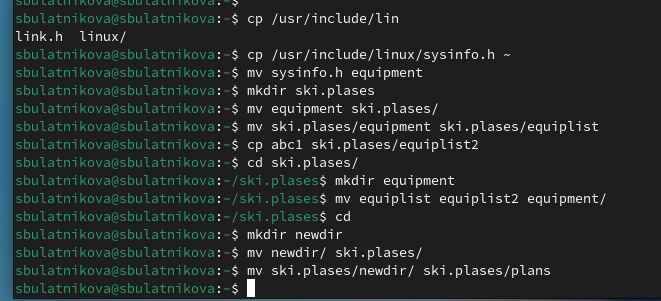 sbulatnikova@sbulatnikova:~$
sbulatnikova@sbulatnikova:~$ cp /usr/include/lin
link.h  linux/
sbulatnikova@sbulatnikova:~$ cp /usr/include/linux/sysinfo.h ~
sbulatnikova@sbulatnikova:~$ mv sysinfo.h equipment
sbulatnikova@sbulatnikova:~$ mkdir ski.plases
sbulatnikova@sbulatnikova:~$ mv equipment ski.plases/
sbulatnikova@sbulatnikova:~$ mv ski.plases/equipment ski.plases/equiplist
sbulatnikova@sbulatnikova:~$ cp abc1 ski.plases/equiplist2
sbulatnikova@sbulatnikova:~$ cd ski.plases/
sbulatnikova@sbulatnikova:~/ski.plases$ mkdir equipment
sbulatnikova@sbulatnikova:~/ski.plases$ mv equiplist equiplist2 equipment/
sbulatnikova@sbulatnikova:~/ski.plases$ cd
sbulatnikova@sbulatnikova:~$ mkdir newdir
sbulatnikova@sbulatnikova:~$ mv newdir/ ski.plases/
sbulatnikova@sbulatnikova:~$ mv ski.plases/newdir/ ski.plases/plans
sbulatnikova@sbulatnikova:~$